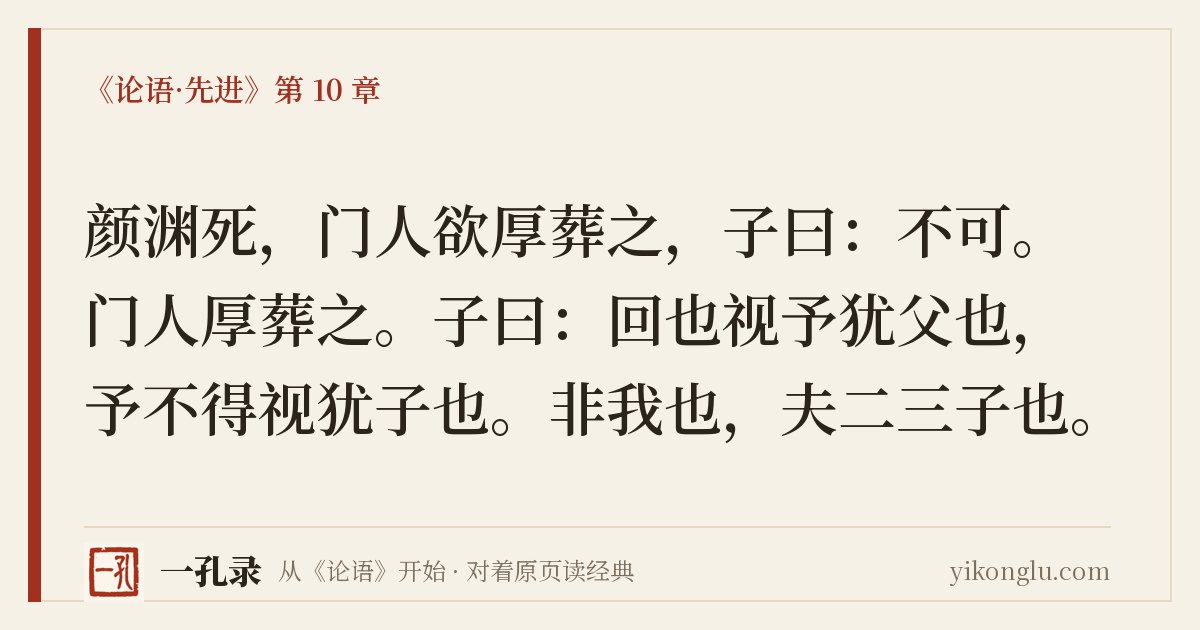 《论语·先进》第 10 章
颜渊死，门人欲厚葬之，子曰：不可。
门人厚葬之。子曰：回也视予犹父也，
予不得视犹子也。非我也，夫二三子也。
一孔
一孔录 从《论语》开始 · 对着原页读经典 yikonglu.com